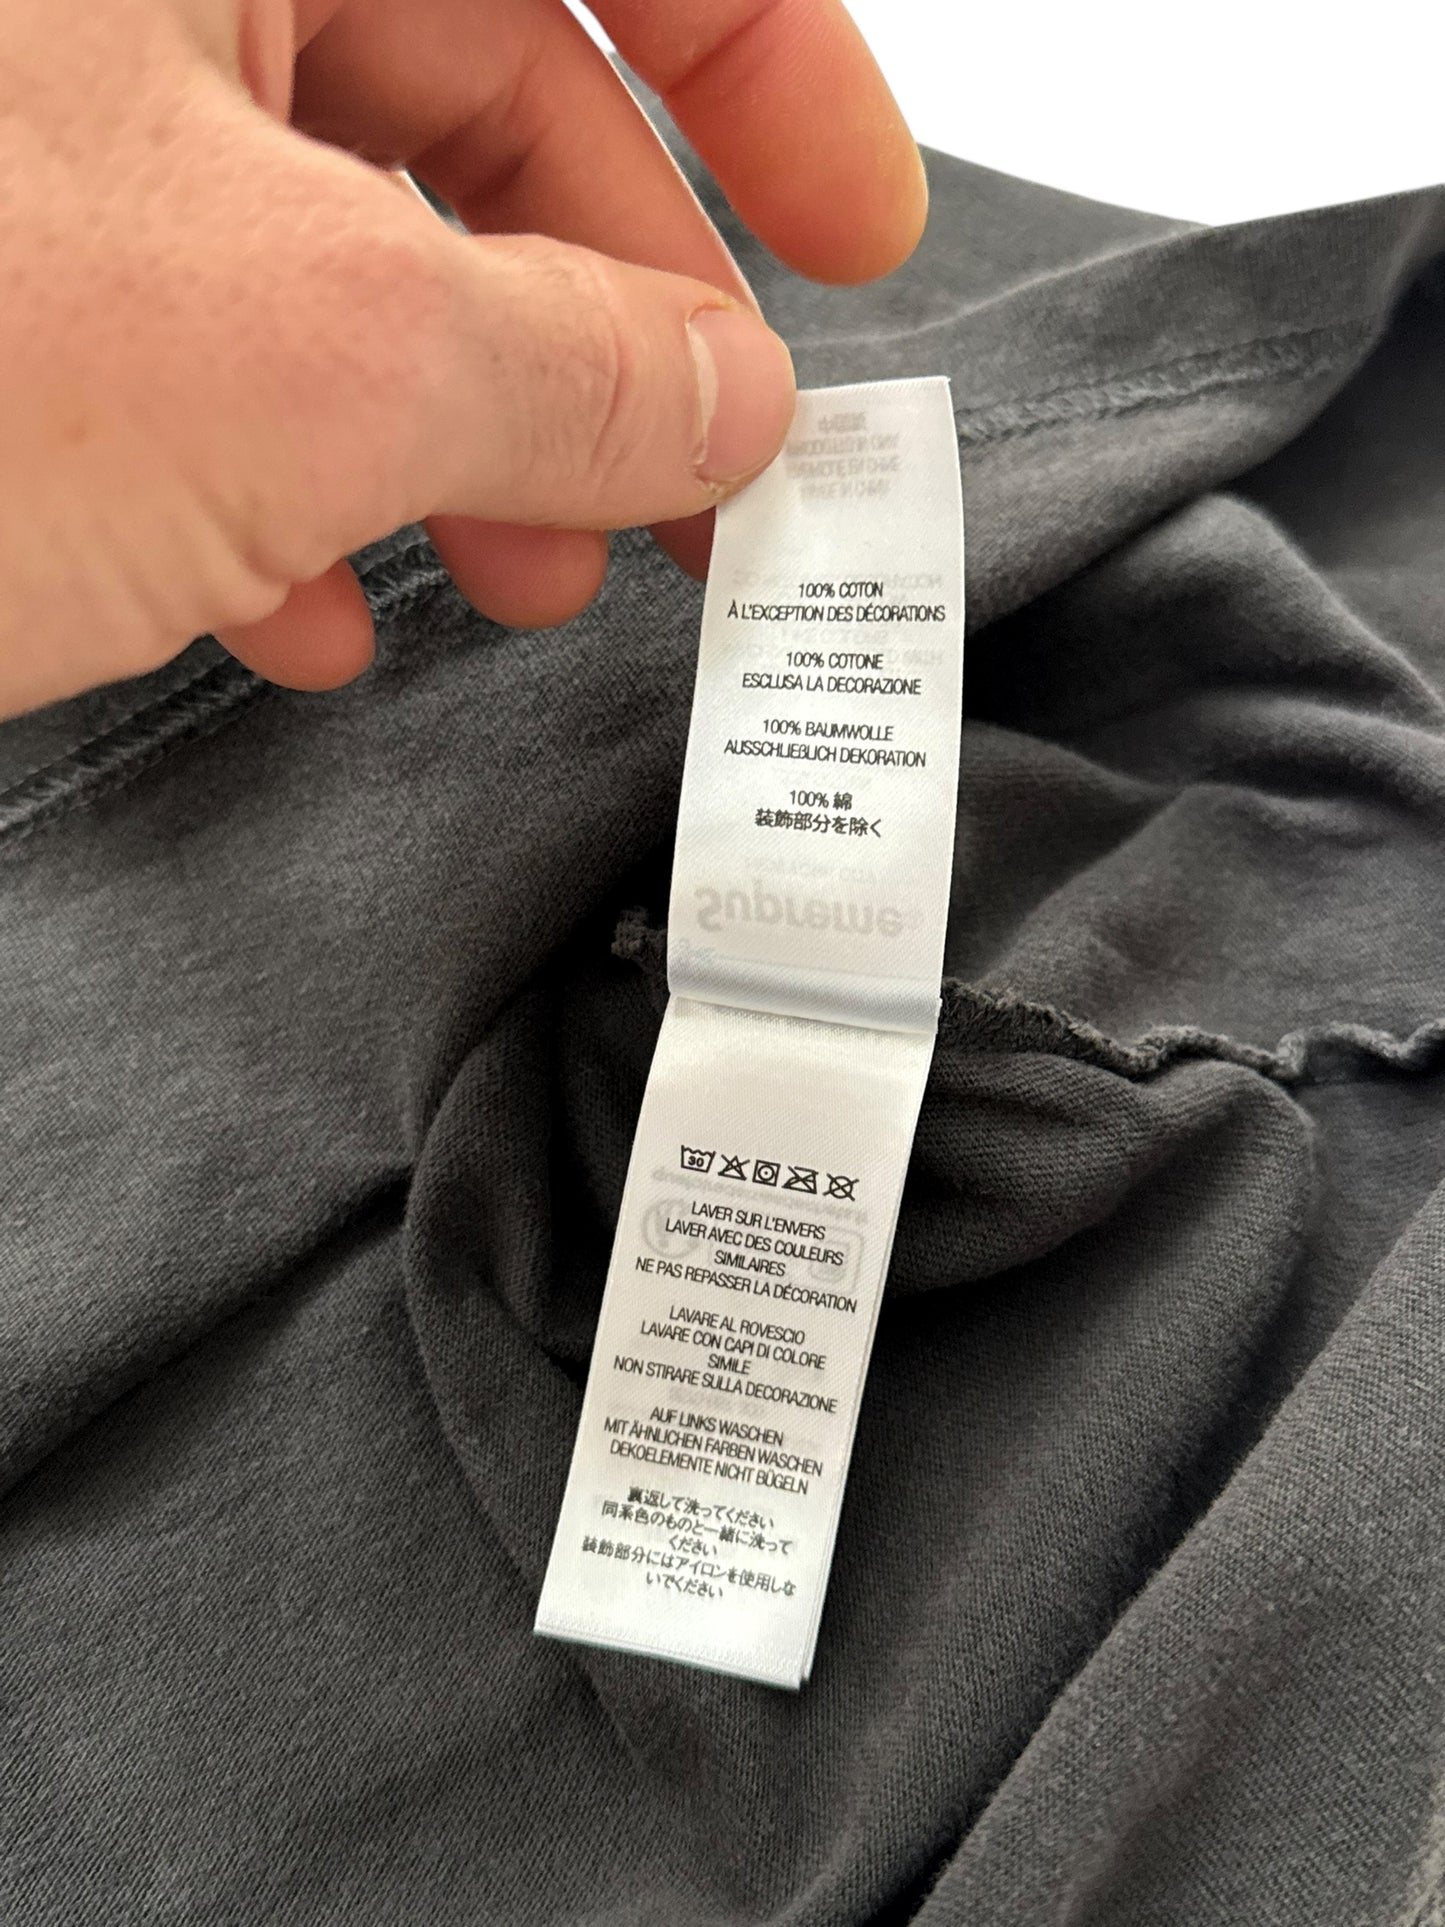 100% COTON
À L'EXCEPTION DES DÉCORATIONS
100% COTONE
ESCLUSA LA DECORAZIONE
100% BAUMWOLLE
AUSSCHLIEßLICH DEKORATION
100% 綿
装飾部分を除く
Supreme
30
LAVER SUR L'ENVERS
LAVER AVEC DES COULEURS
SIMILAIRES
NE PAS REPASSER LA DÉCORATION
LAVARE AL ROVESCIO
LAVARE CON CAPI DI COLORE
SIMILE
NON STIRARE SULLA DECORAZIONE
AUF LINKS WASCHEN
MIT ÄHNLICHEN FARBEN WASCHEN
DEKOELEMENTE NICHT BÜGELN
裏返して洗ってください
同系色のものと一緒に洗って
ください
装飾部分にはアイロンを使用しな
いでください